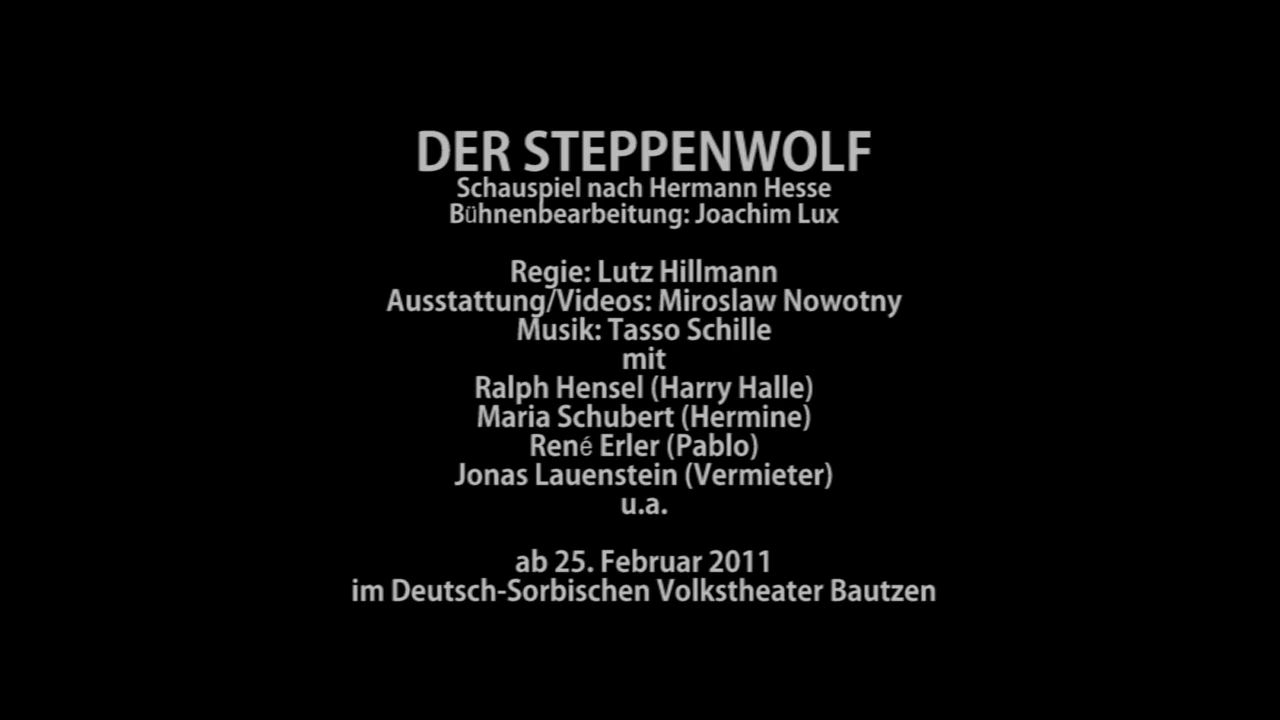 DER STEPPENWOLF
Schauspiel nach Hermann Hesse
Bühnenbearbeitung: Joachim Lux
Regie: Lutz Hillmann
Ausstattung/Videos: Miroslaw Nowotny
Musik: Tasso Schille
mit
Ralph Hensel (Harry Halle)
Maria Schubert (Hermine)
René Erler (Pablo)
Jonas Lauenstein (Vermieter)
u.a.
ab 25. Februar 2011
im Deutsch-Sorbischen Volkstheater Bautzen